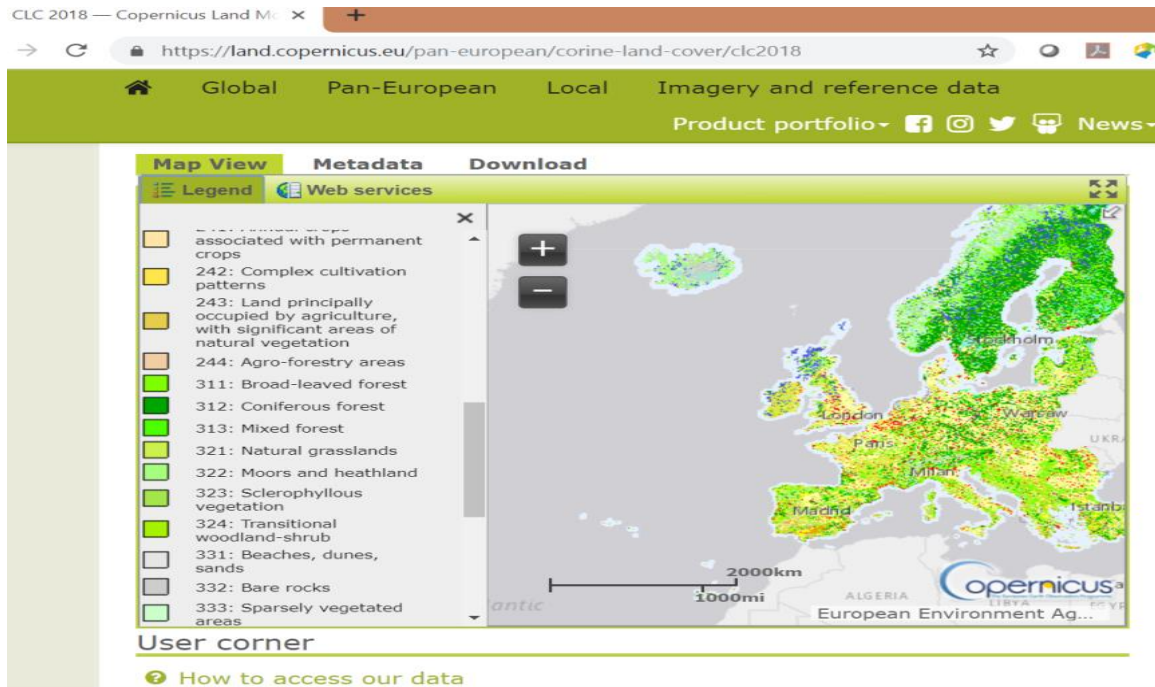 CLC 2018 — Copernicus Land Mo
https://land.copernicus.eu/pan-european/corine-land-cover/clc2018
Global Pan-European Local Imagery and reference data
Product portfolio News
Map View Metadata Download
Legend Web services
associated with permanent
crops
242: Complex cultivation
patterns
243: Land principally
occupied by agriculture,
with significant areas of
natural vegetation
244: Agro-forestry areas
311: Broad-leaved forest
312: Coniferous forest
313: Mixed forest
321: Natural grasslands
322: Moors and heathland
323: Sclerophyllous
vegetation
324: Transitional
woodland-shrub
331: Beaches, dunes,
sands
332: Bare rocks
333: Sparsely vegetated
areas
Stockholm
London
Warsaw
Paris
UKR
Milan
Madrid
Istanb
2000km
1000mi
antic
ALGERIA
LIBYA
opernicus
European Environment Ag...
User corner
How to access our data